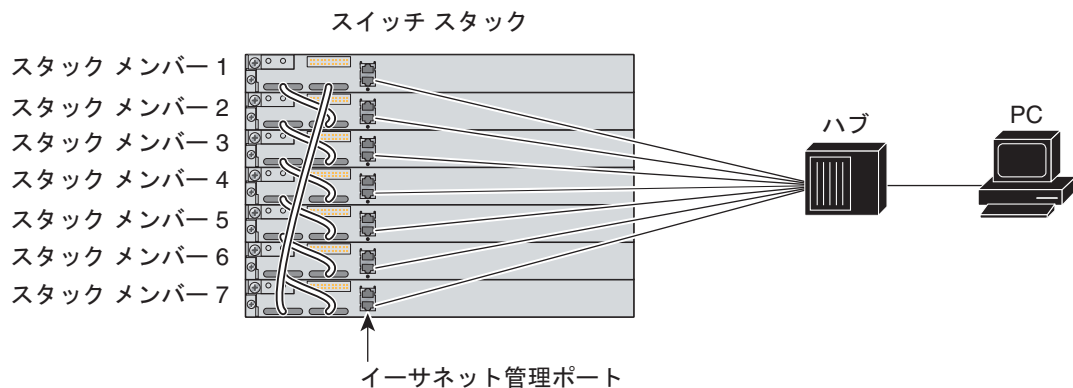 スイッチ スタック
スタック メンバー 1
スタック メンバー 2
スタック メンバー 3
スタック メンバー 4
スタック メンバー 5
スタック メンバー 6
スタック メンバー 7
ハブ
PC
イーサネット管理ポート